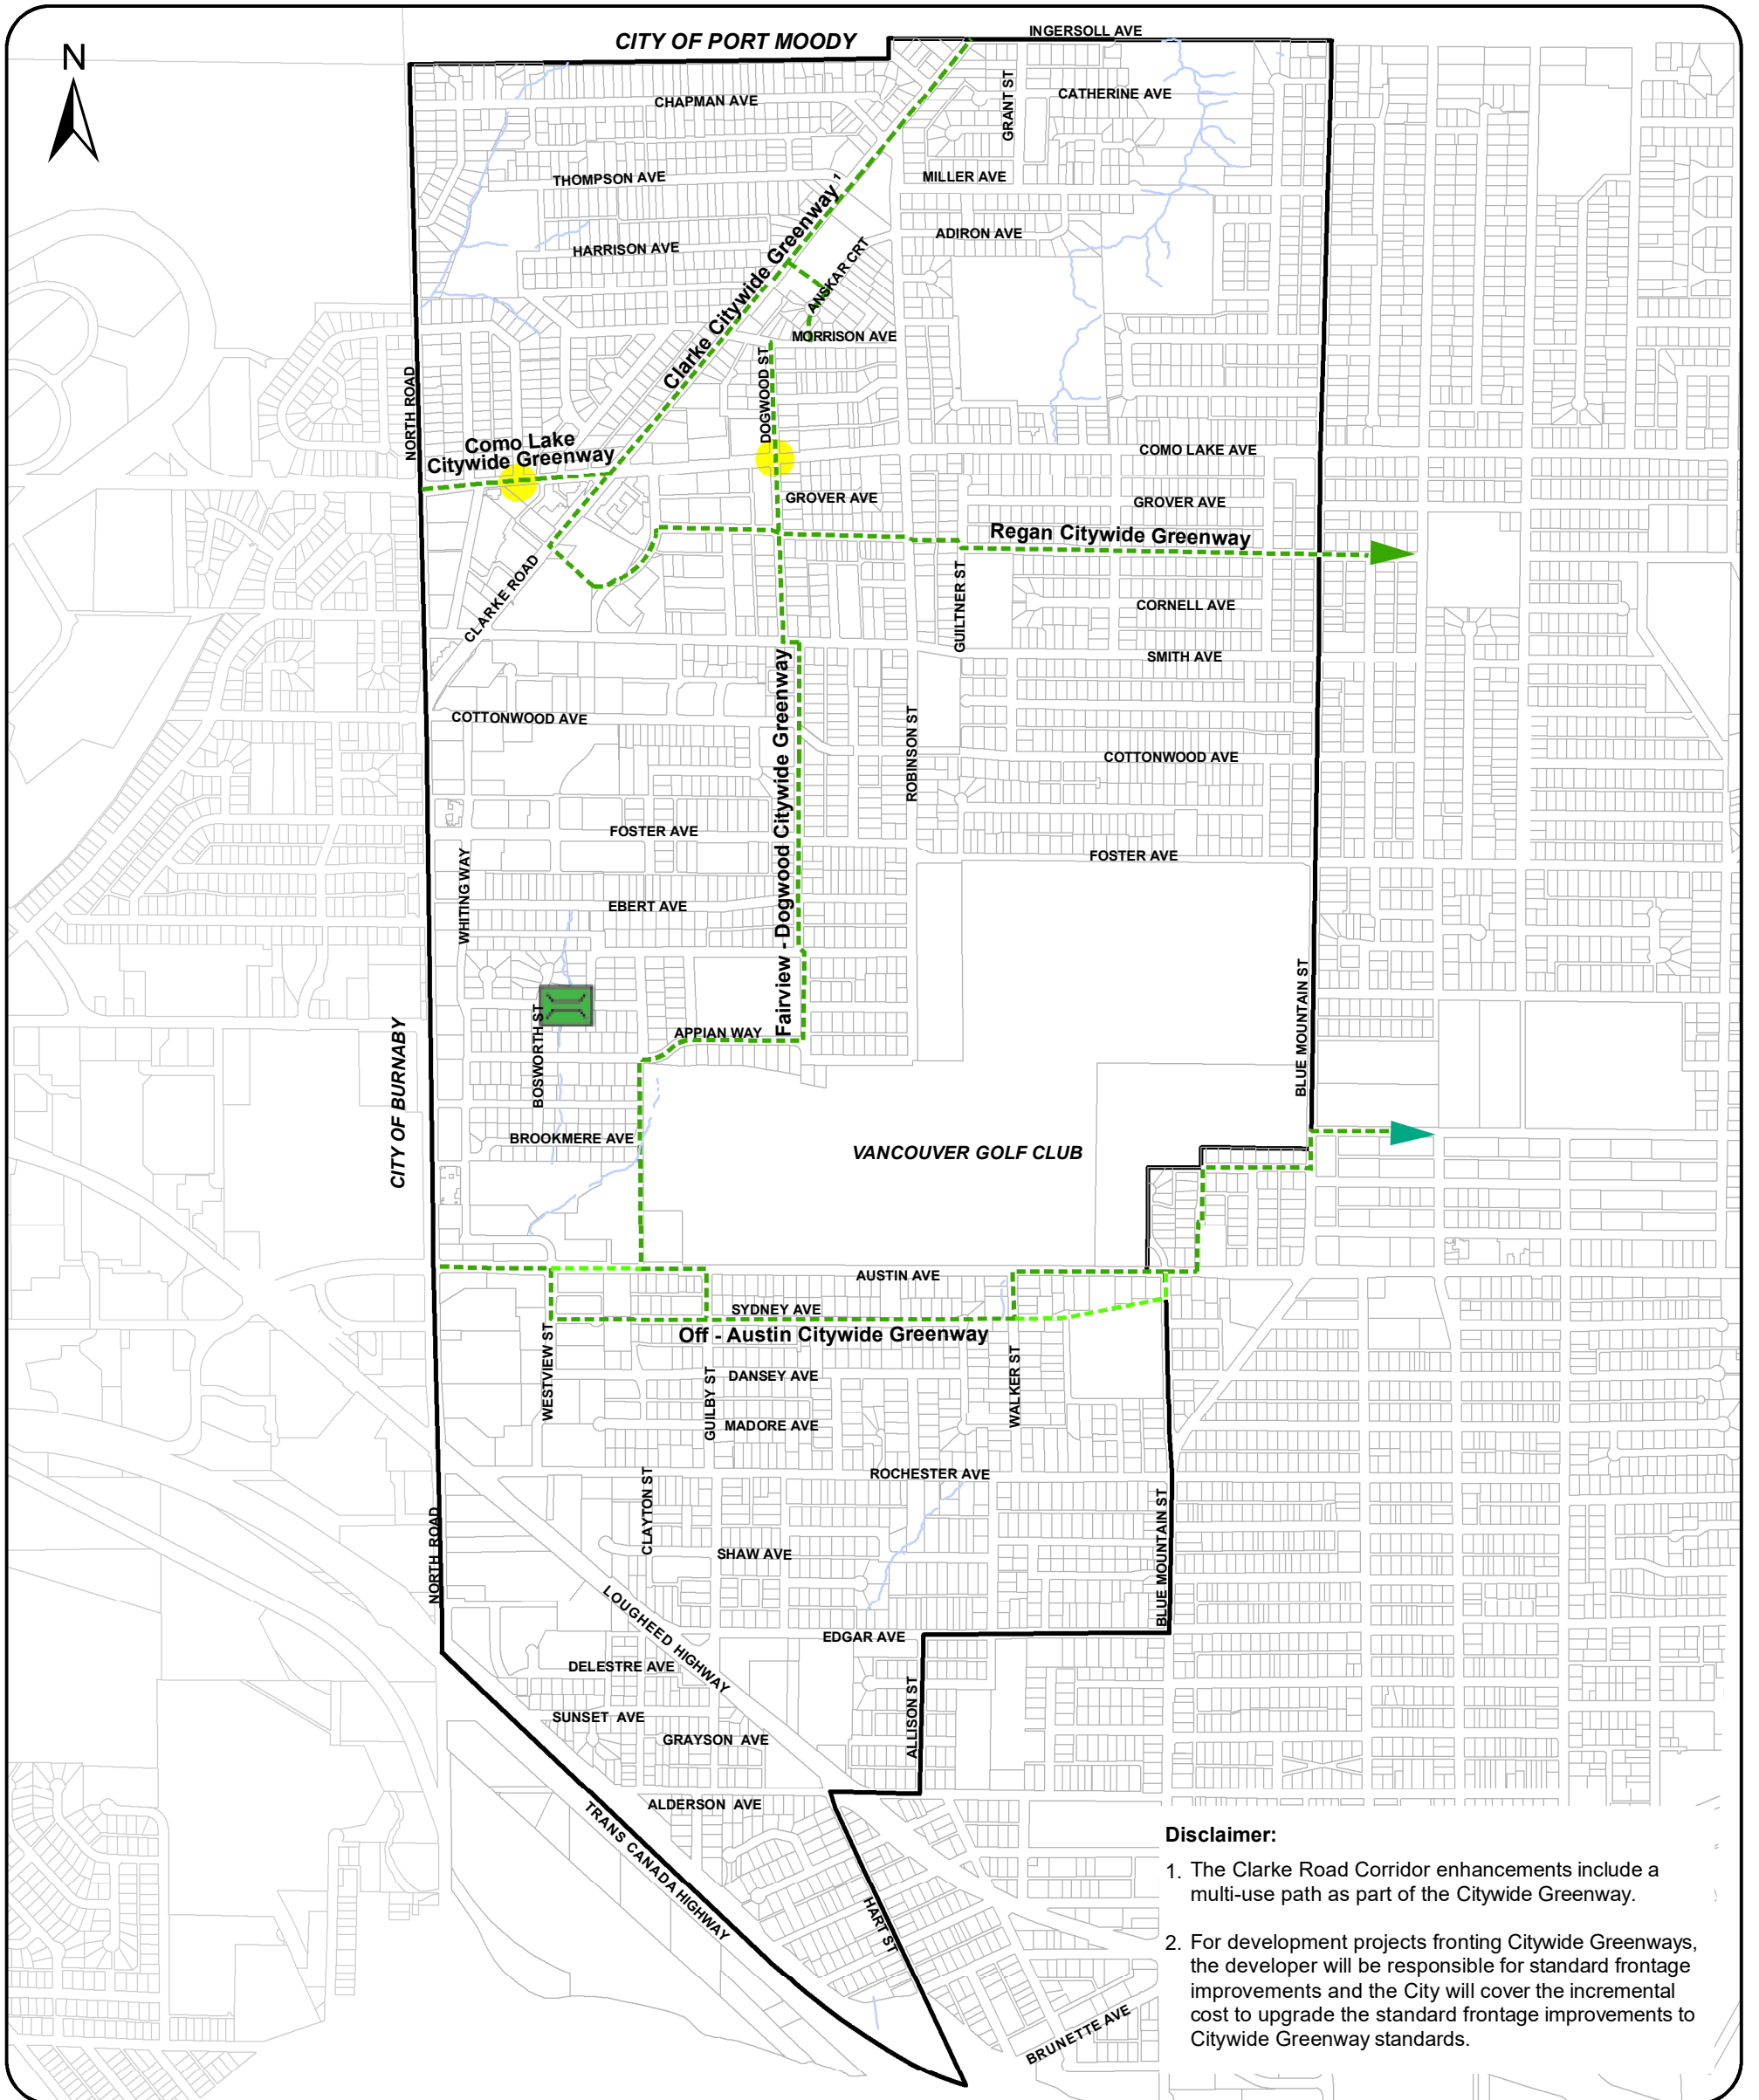 CITY OF PORT MOODY
INGERSOLL AVE
N
CHAPMAN AVE
GRANT ST
CATHERINE AVE
THOMPSON AVE
MILLER AVE
Clarke Citywide Greenway 1
HARRISON AVE
ADIRON AVE
ANSKAR CRT
MORRISON AVE
NORTH ROAD
DOGWOOD ST
Como Lake
Citywide Greenway
COMO LAKE AVE
GROVER AVE
GROVER AVE
Regan Citywide Greenway
CLARKE ROAD
GUILTNER ST
CORNELL AVE
SMITH AVE
COTTONWOOD AVE
Fairview - Dogwood Citywide Greenway
ROBINSON ST
COTTONWOOD AVE
FOSTER AVE
FOSTER AVE
WHITING WAY
EBERT AVE
BLUE MOUNTAIN ST
BOSWORTH ST
APPIAN WAY
CITY OF BURNABY
BROOKMERE AVE
VANCOUVER GOLF CLUB
AUSTIN AVE
SYDNEY AVE
Off - Austin Citywide Greenway
WESTVIEW ST
GUILBY ST
DANSEY AVE
WALKER ST
MADORE AVE
ROCHESTER AVE
CLAYTON ST
NORTH ROAD
SHAW AVE
BLUE MOUNTAIN ST
LOUGHEED HIGHWAY
EDGAR AVE
DELESTRE AVE
ALLISON ST
SUNSET AVE
GRAYSON AVE
ALDERSON AVE
TRANS CANADA HIGHWAY
HART ST
BRUNETTE AVE
Disclaimer:
1. The Clarke Road Corridor enhancements include a
multi-use path as part of the Citywide Greenway.
2. For development projects fronting Citywide Greenways,
the developer will be responsible for standard frontage
improvements and the City will cover the incremental
cost to upgrade the standard frontage improvements to
Citywide Greenway standards.